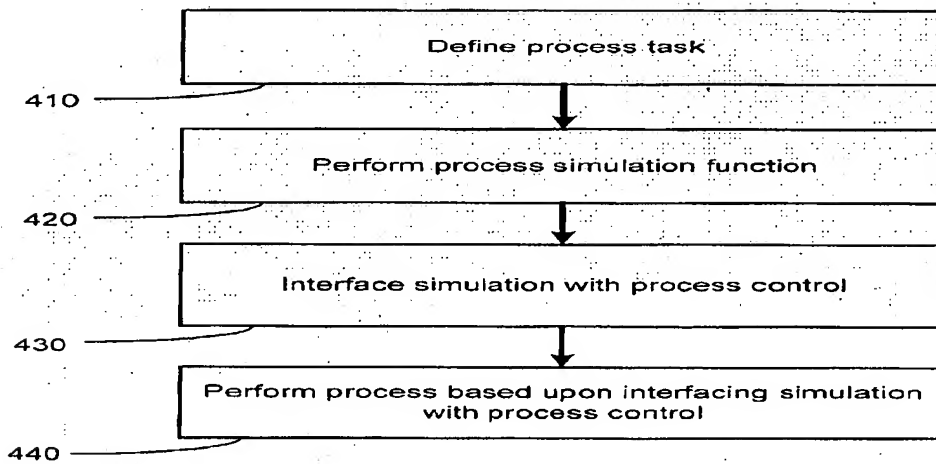 Define process task
410
Perform process simulation function
420
Interface simulation with process control
430
Perform process based upon interfacing simulation
with process control
440